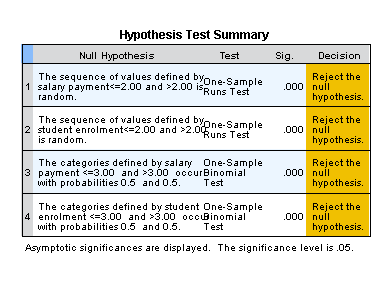 Hypothesis Test Summary
Null Hypothesis Test Sig. Decision
1
The sequence of values defined by
salary payment<=2.00 and >2.00 is
random.
One-Sample
Runs Test
.000
Reject the
null
hypothesis.
2
The sequence of values defined by
student enrolment<=2.00 and >2.00
is random.
One-Sample
Runs Test
.000
Reject the
null
hypothesis.
3
The categories defined by salary
payment <=3.00 and >3.00 occur
with probabilities 0.5 and 0.5.
One-Sample
Binomial
Test
.000
Reject the
null
hypothesis.
4
The categories defined by student
enrolment <=3.00 and >3.00 occur
with probabilities 0.5 and 0.5.
One-Sample
Binomial
Test
.000
Reject the
null
hypothesis.
Asymptotic significances are displayed. The significance level is .05.